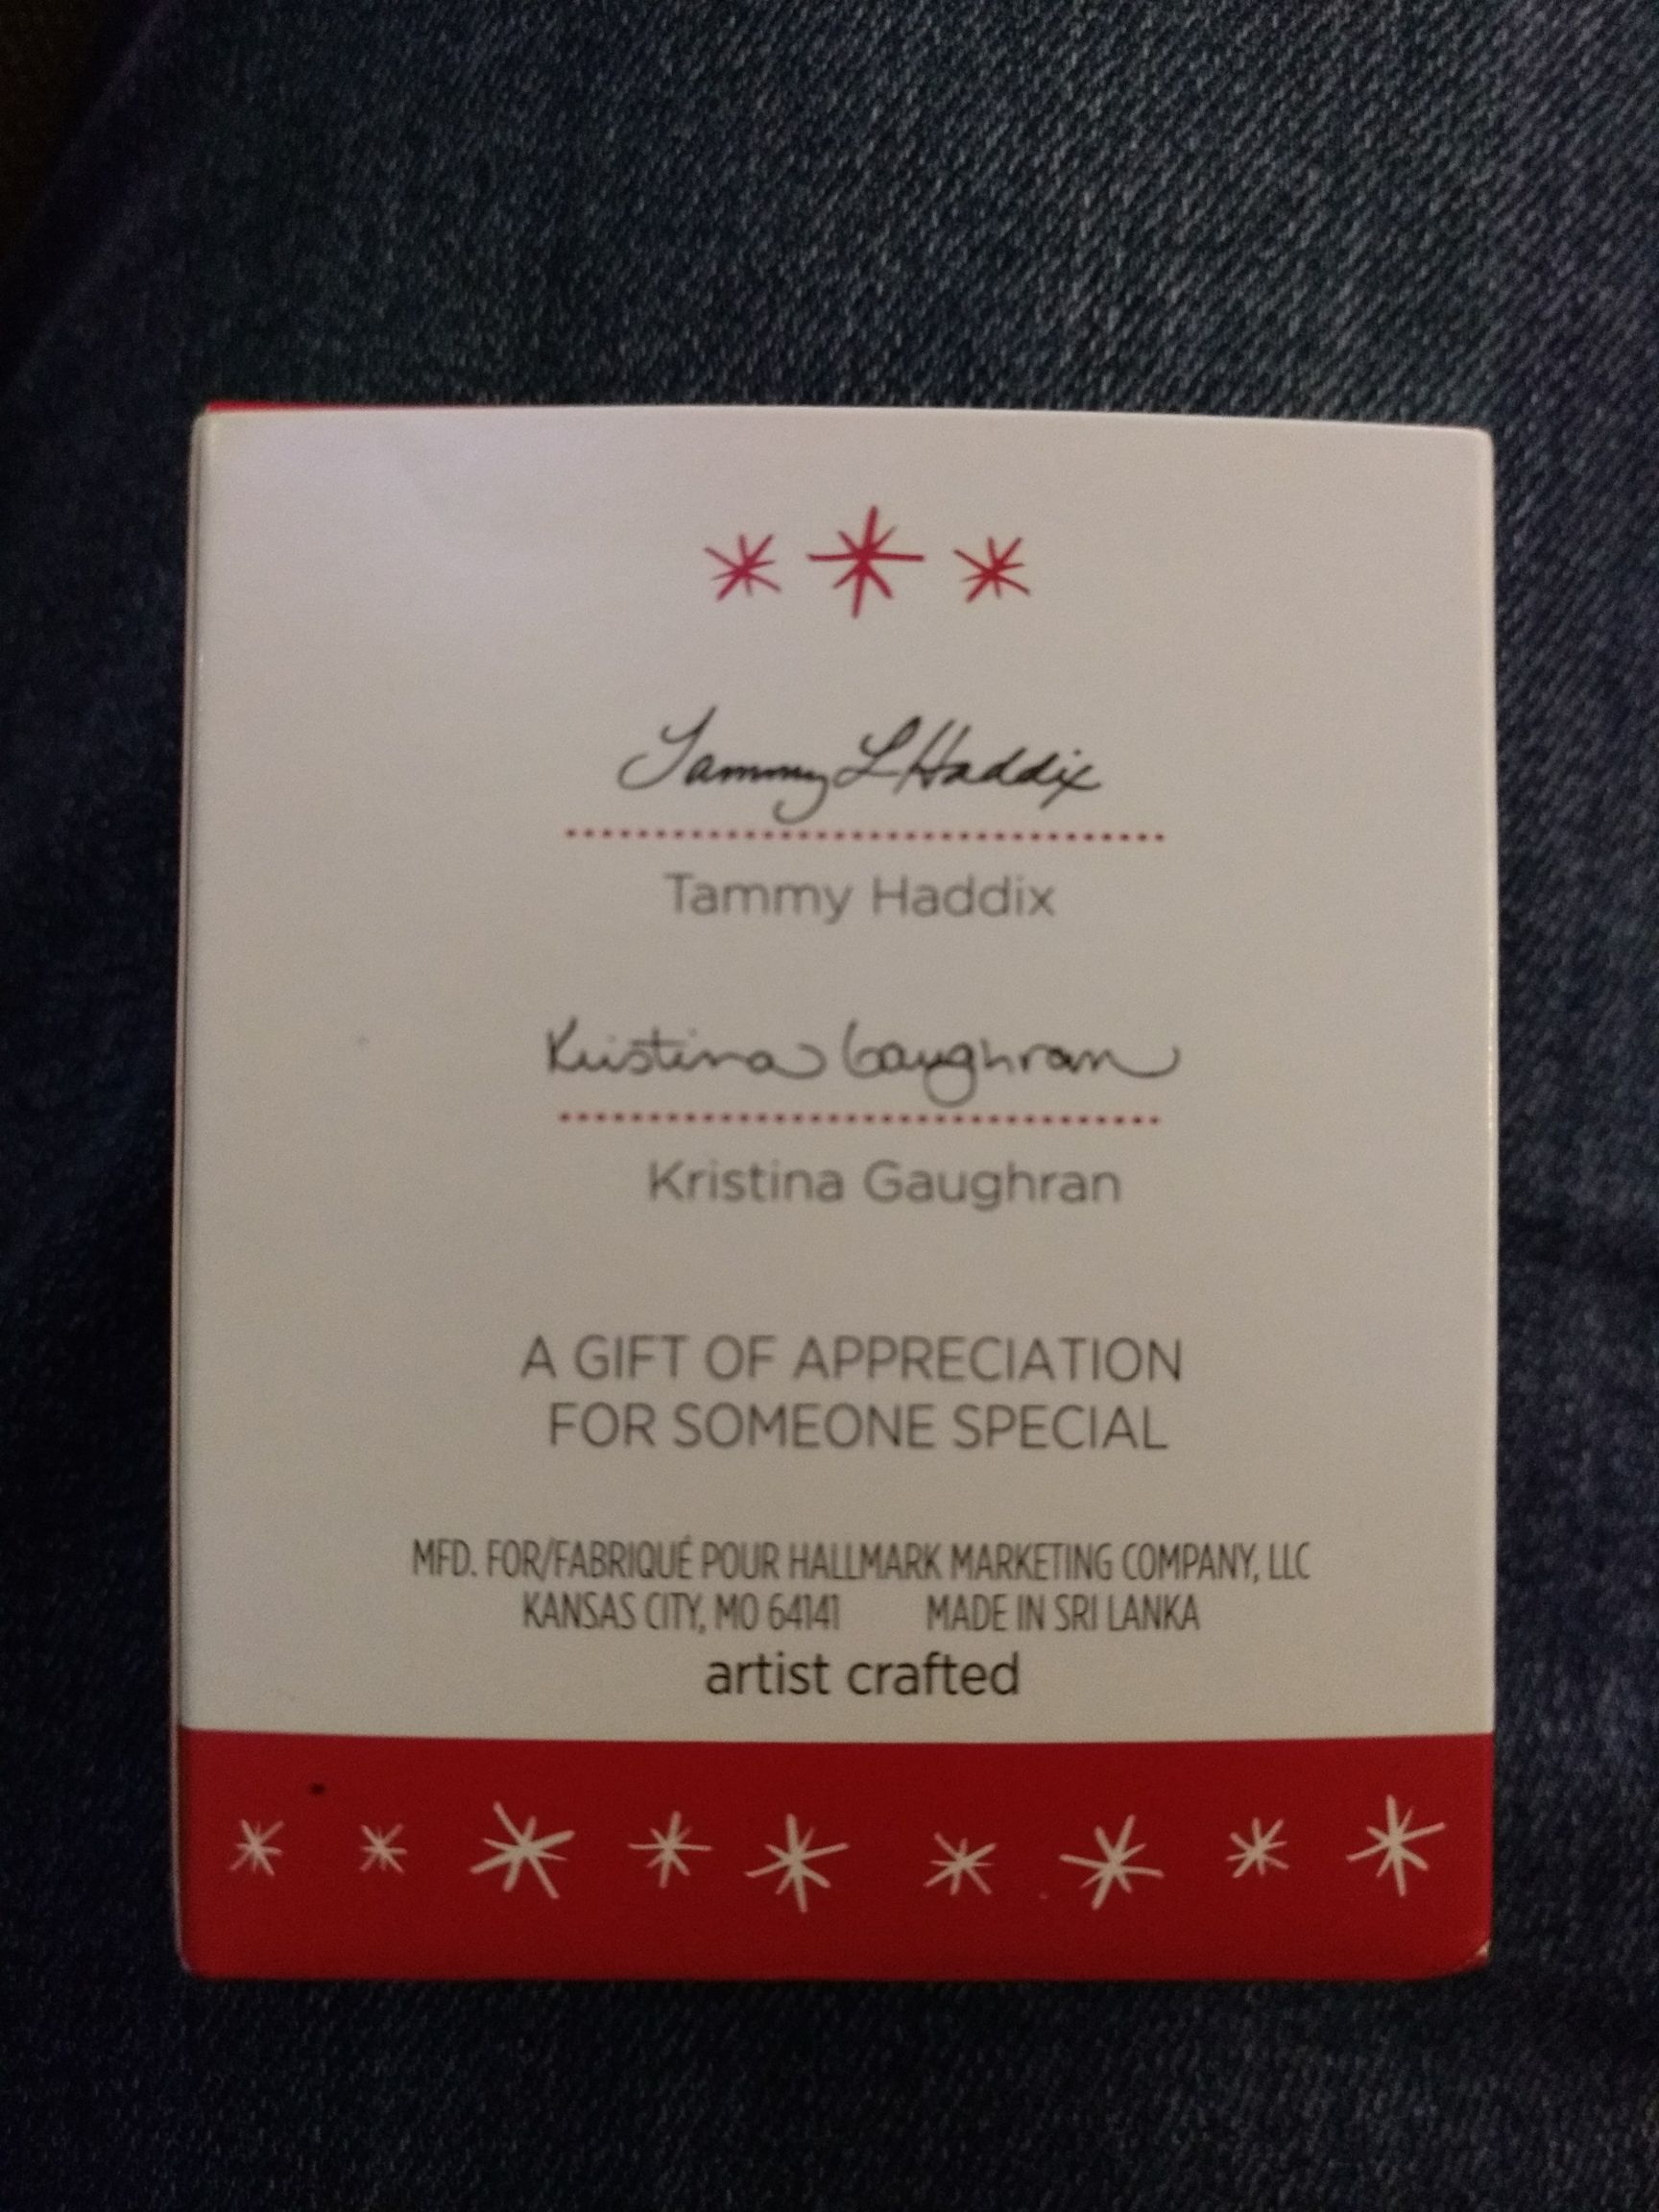 Tammy L Haddix
Tammy Haddix
Kristina Gaughran
Kristina Gaughran
A GIFT OF APPRECIATION
FOR SOMEONE SPECIAL
MFD. FOR/FABRIQUÉ POUR HALLMARK MARKETING COMPANY, LLC
KANSAS CITY, MO 64141 MADE IN SRI LANKA
artist crafted